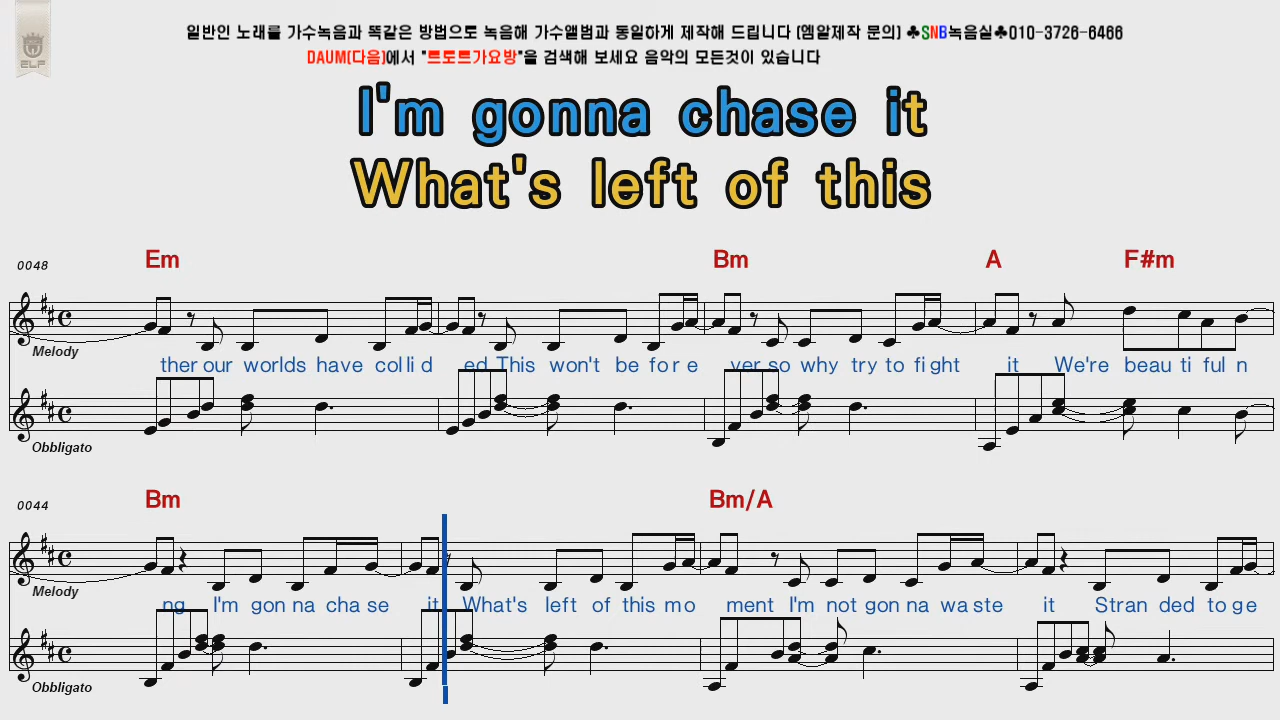 일반인 노래를 가수녹음과 똑같은 방법으로 녹음해 가수앨범과 동일하게 제작해 드립니다 (엠알제작 문의) ♣SNB녹음실♣010-3726-6466
DAUM(다음)에서 "트로트가요방"을 검색해 보세요 음악의 모든것이 있습니다
ELF
I'm gonna chase it
What's left of this
0048 Em Bm A F#m
Melody
ther our worlds have col li d ed This won't be fo r e ver so why try to fi ght it We're beau ti ful n
Obbligato
0044 Bm Bm/A
Melody
ng I'm gon na cha se it What's left of this mo ment I'm not gon na wa ste it Stran ded to ge
Obbligato